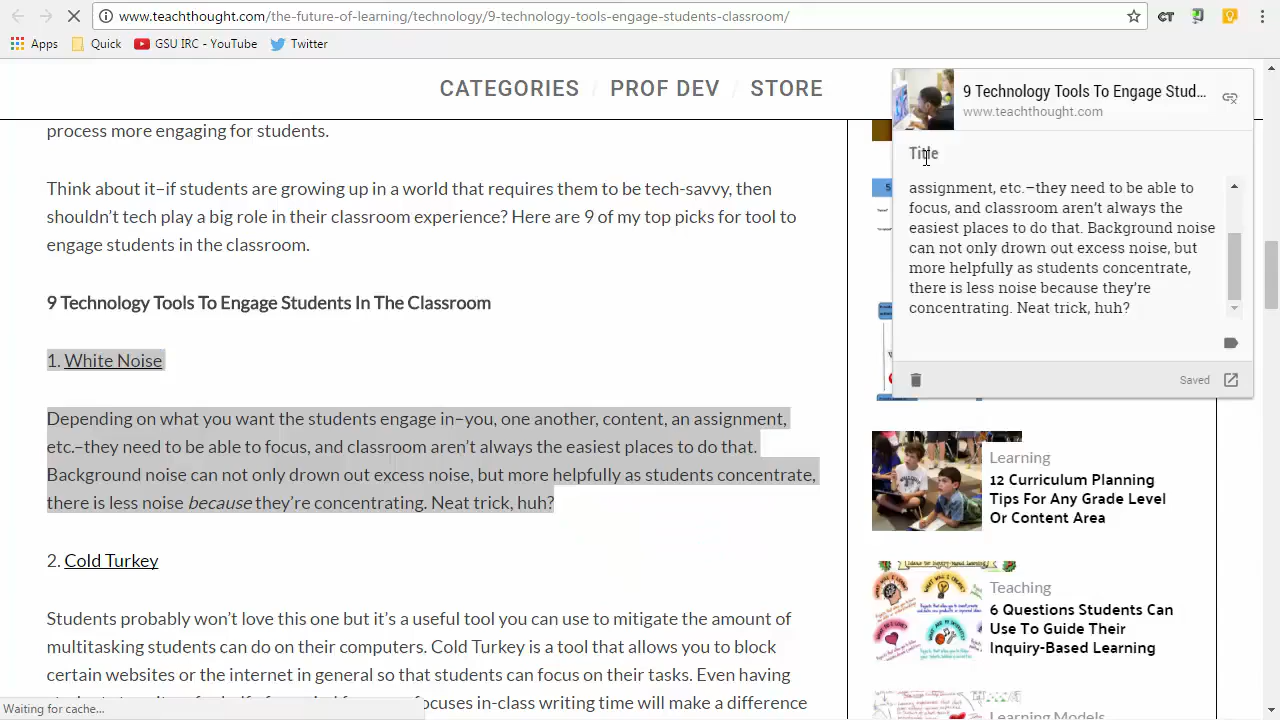 www.teachthought.com/the-future-of-learning/technology/9-technology-tools-engage-students-classroom/
Apps Quick GSU IRC - YouTube Twitter
CATEGORIES / PROF DEV / STORE
process more engaging for students.
Think about it–if students are growing up in a world that requires them to be tech-savvy, then
shouldn't tech play a big role in their classroom experience? Here are 9 of my top picks for tool to
engage students in the classroom.
9 Technology Tools To Engage Students In The Classroom
1. White Noise
Depending on what you want the students engage in–you, one another, content, an assignment,
etc.–they need to be able to focus, and classroom aren't always the easiest places to do that.
Background noise can not only drown out excess noise, but more helpfully as students concentrate,
there is less noise because they're concentrating. Neat trick, huh?
2. Cold Turkey
Students probably won't love this one but it's a useful tool you can use to mitigate the amount of
multitasking students can do on their computers. Cold Turkey is a tool that allows you to block
certain websites or the internet in general so that students can focus on their tasks. Even having
ocuses in-class writing time will make a difference
Waiting for cache...
9 Technology Tools To Engage Stud...
www.teachthought.com
Title
assignment, etc.–they need to be able to
focus, and classroom aren't always the
easiest places to do that. Background noise
can not only drown out excess noise, but
more helpfully as students concentrate,
there is less noise because they're
concentrating. Neat trick, huh?
Saved
Learning
12 Curriculum Planning
Tips For Any Grade Level
Or Content Area
Teaching
6 Questions Students Can
Use To Guide Their
Inquiry-Based Learning
Learning Models